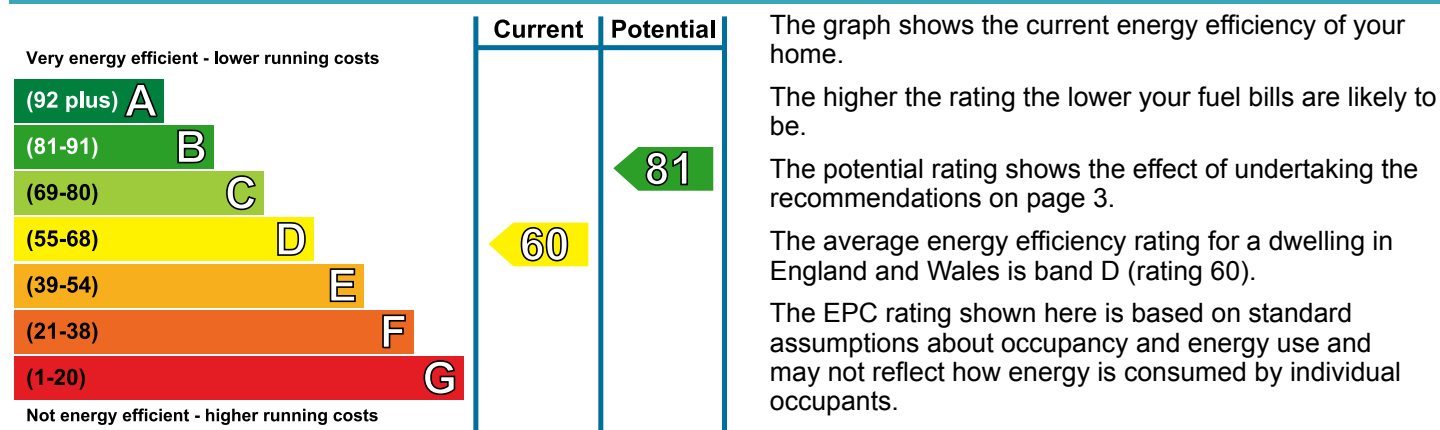 Current Potential
Very energy efficient - lower running costs
(92 plus) A
(81-91) B
(69-80) C
(55-68) D
(39-54) E
(21-38) F
(1-20) G
Not energy efficient - higher running costs
60
81
The graph shows the current energy efficiency of your
home.
The higher the rating the lower your fuel bills are likely to
be.
The potential rating shows the effect of undertaking the
recommendations on page 3.
The average energy efficiency rating for a dwelling in
England and Wales is band D (rating 60).
The EPC rating shown here is based on standard
assumptions about occupancy and energy use and
may not reflect how energy is consumed by individual
occupants.